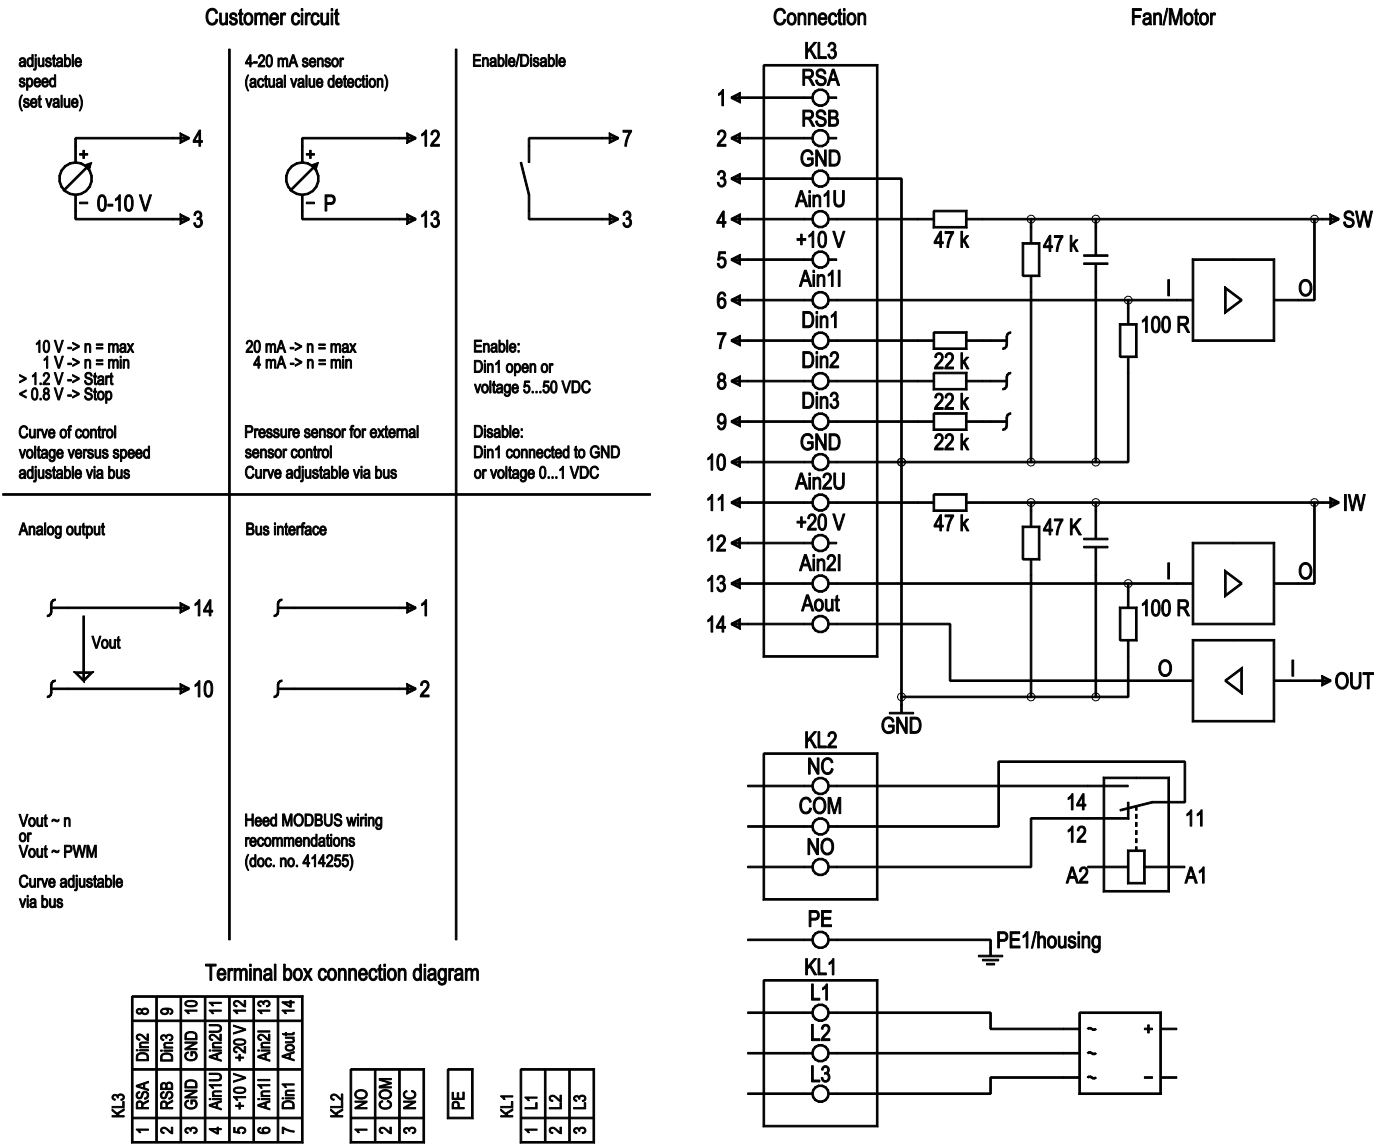 Customer circuit
adjustable
speed
(set value)
4
+
-
0-10 V
3
10 V -> n = max
1 V -> n = min
> 1.2 V -> Start
< 0.8 V -> Stop
Curve of control
voltage versus speed
adjustable via bus
4-20 mA sensor
(actual value detection)
12
+
-
P
13
20 mA -> n = max
4 mA -> n = min
Pressure sensor for external
sensor control
Curve adjustable via bus
Enable/Disable
7
3
Enable:
Din1 open or
voltage 5...50 VDC
Disable:
Din1 connected to GND
or voltage 0...1 VDC
Analog output
14
Vout
10
Vout ~ n
or
Vout ~ PWM
Curve adjustable
via bus
Bus interface
1
2
Heed MODBUS wiring
recommendations
(doc. no. 414255)
Connection
Fan/Motor
KL3
RSA
1
RSB
2
GND
3
Ain1U
4
47 k
47 k
SW
+10 V
5
Ain1I
6
I
O
100 R
Din1
7
22 k
Din2
8
22 k
Din3
9
22 k
GND
10
Ain2U
11
47 k
47 K
IW
+20 V
12
Ain2I
13
I
O
100 R
Aout
14
O
I
OUT
GND
KL2
NC
COM
NO
14
12
11
A2
A1
PE
PE1/housing
KL1
L1
L2
L3
~
~
~
+
-
Terminal box connection diagram
KL3
8 9 10 11 12 13 14
Din2 Din3 GND Ain2U +20 V Ain2I Aout
RSA RSB GND Ain1U +10 V Ain1I Din1
1 2 3 4 5 6 7
KL2
NO COM NC
1 2 3
PE
KL1
L1 L2 L3
1 2 3